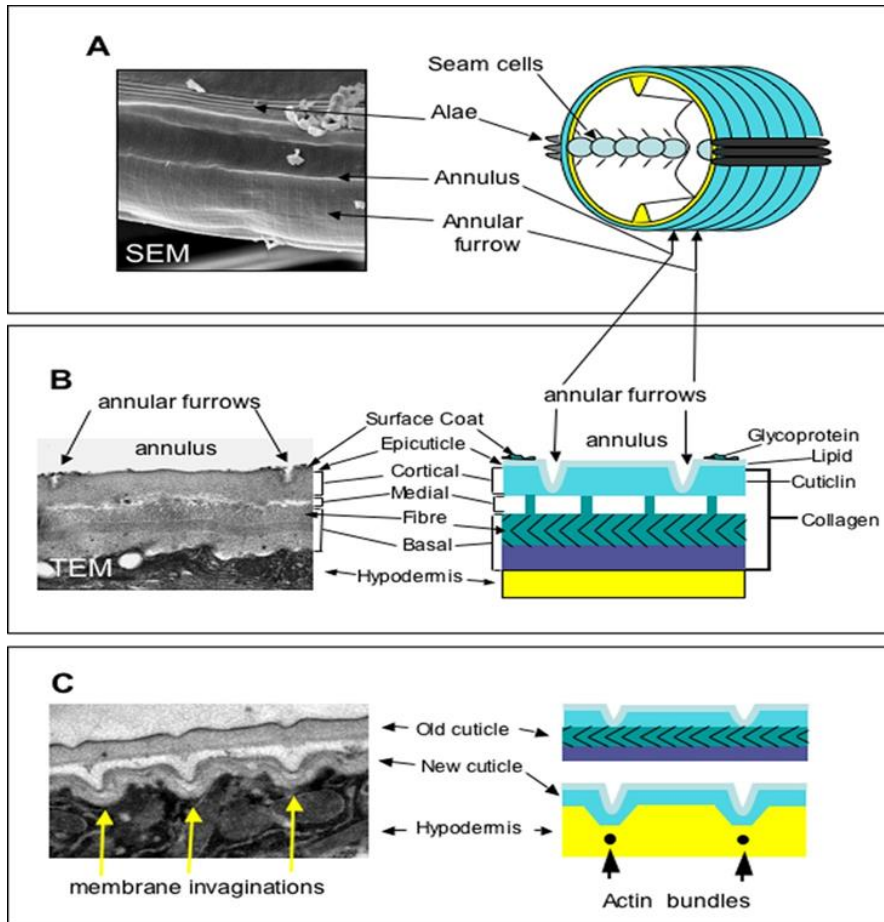 A
Seam cells
Alae
Annulus
Annular
furrow
SEM
B
annular furrows
annulus
Surface Coat
Epicuticle
Cortical
Medial
Fibre
Basal
Hypodermis
TEM
annular furrows
annulus
Glycoprotein
Lipid
Cuticlin
Collagen
C
Old cuticle
New cuticle
Hypodermis
membrane invaginations
Actin bundles